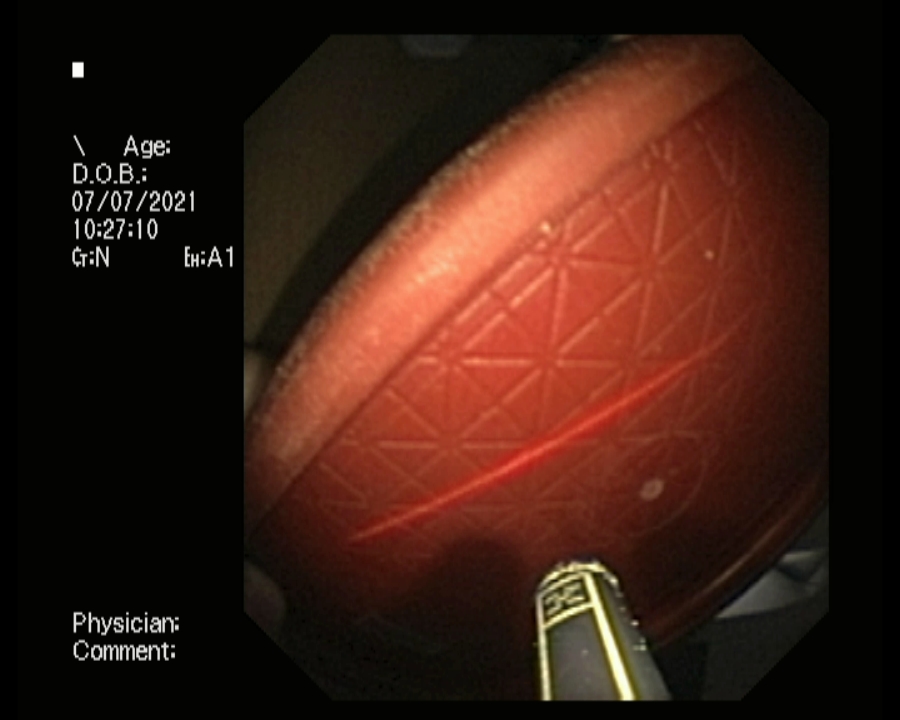 \ Age:
D.O.B.:
07/07/2021
10:27:10
Cr:N EH:A1
Physician:
Comment: